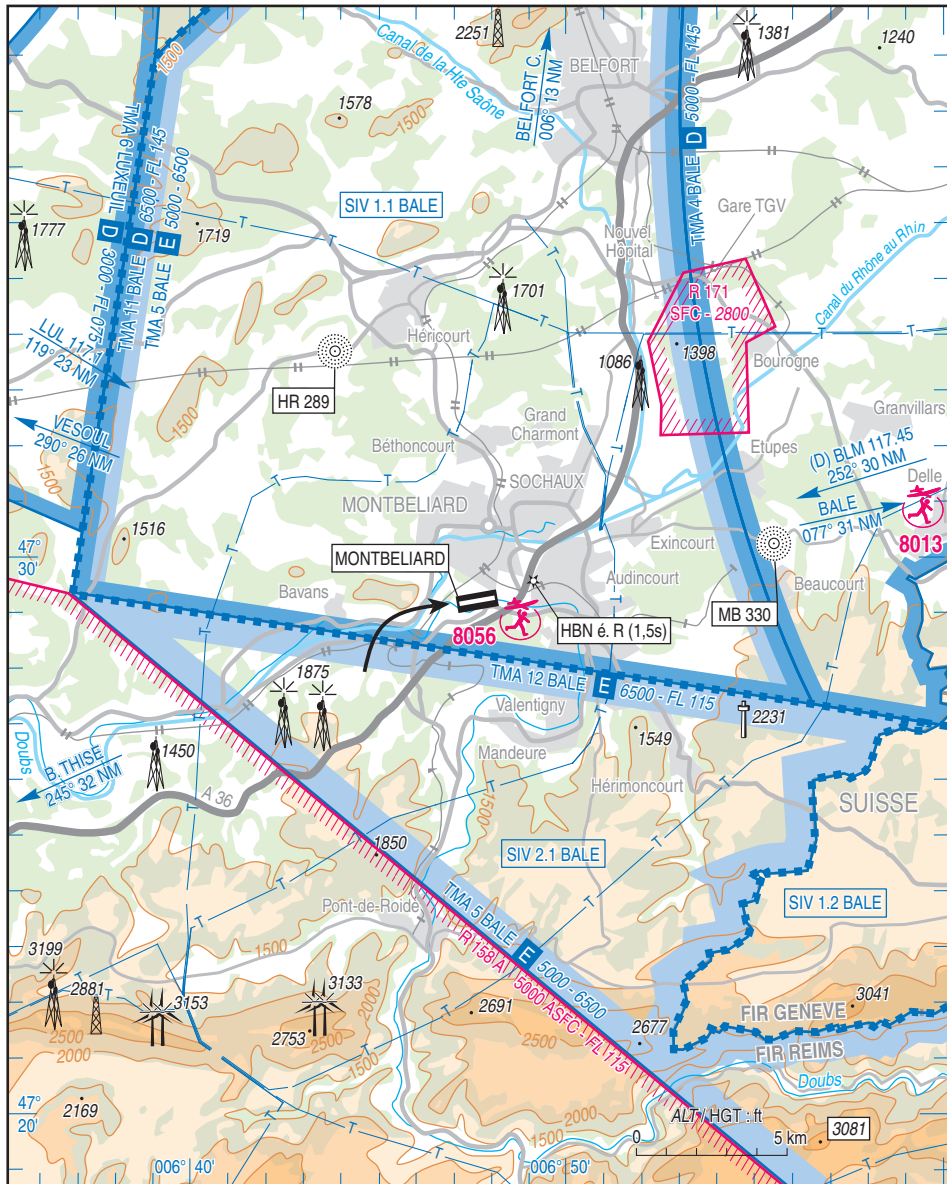 2251
1381
1240
Canal de la Hte Saône
BELFORT
BELFORT C.
006° 13 NM
1500
1578
1500
TMA 6 LUXEUIL
D 3000 - FL 075
TMA 11 BALE D 6500 - FL 145
TMA 5 BALE E 5000 - 6500
TMA 4 BALE D 5000 - FL 145
SIV 1.1 BALE
1777
1719
Gare TGV
Nouvel
Hôpital
Canal du Rhône au Rhin
R 171
SFC - 2800
1701
LUL 117.1
119° 23 NM
Héricourt
1398
1086
Bourogne
HR 289
1500
Granvillars
VESOUL
290° 26 NM
Grand
Charmont
Béthoncourt
Etupes
(D) BLM 117.45
252° 30 NM
SOCHAUX
Delle
MONTBELIARD
BALE
077° 31 NM
8013
1516
Exincourt
47°
30'
MONTBELIARD
Audincourt
Beaucourt
Bavans
MB 330
8056
HBN é. R (1,5s)
TMA 12 BALE E 6500 - FL 115
1875
Valentigny
2231
1549
Doubs
1450
Mandeure
B. THISE
245° 32 NM
A 36
Hérimoncourt
1500
SUISSE
1850
SIV 2.1 BALE
SIV 1.2 BALE
Pont-de-Roide
TMA 5 BALE E 5000 - 6500
R 158 A / 5000 ASFC - FL 115
3199
1500
2881
3153
3133
2000
2691
3041
FIR GENEVE
2753
2500
2500
2677
2500
2000
FIR REIMS
1500
Doubs
2169
47°
20'
2000
1500
ALT / HGT : ft
0
5 km
3081
006° 40'
006° 50'